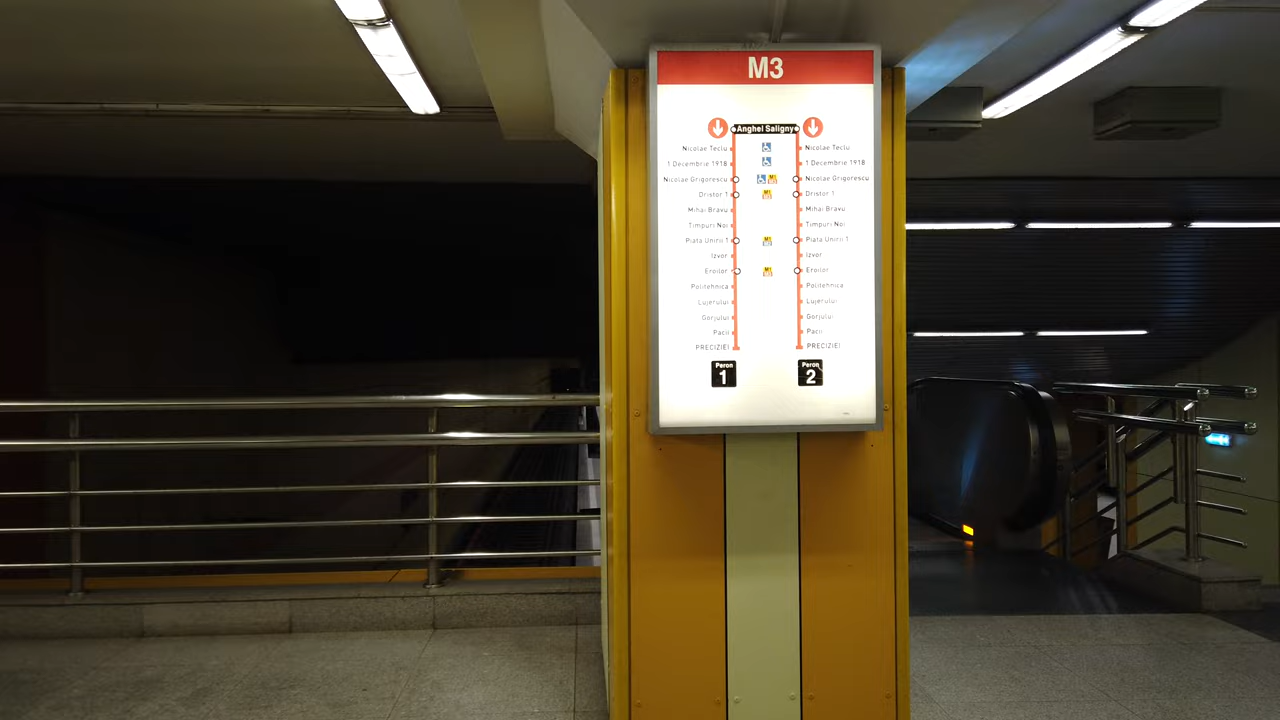 M3
Anghel Saligny
Nicolae Teclu Nicolae Teclu
1 Decembrie 1918 1 Decembrie 1918
Nicolae Grigorescu Nicolae Grigorescu
Dristor 1 Dristor 1
Mihai Bravu Mihai Bravu
Timpuri Noi Timpuri Noi
Piata Unirii 1 M2 Piata Unirii 1
Izvor Izvor
Eroilor Eroilor
Politehnica Politehnica
Lujerului Lujerului
Gorjului Gorjului
Pacii Pacii
PRECIZIEI PRECIZIEI
Peron Peron
1 2